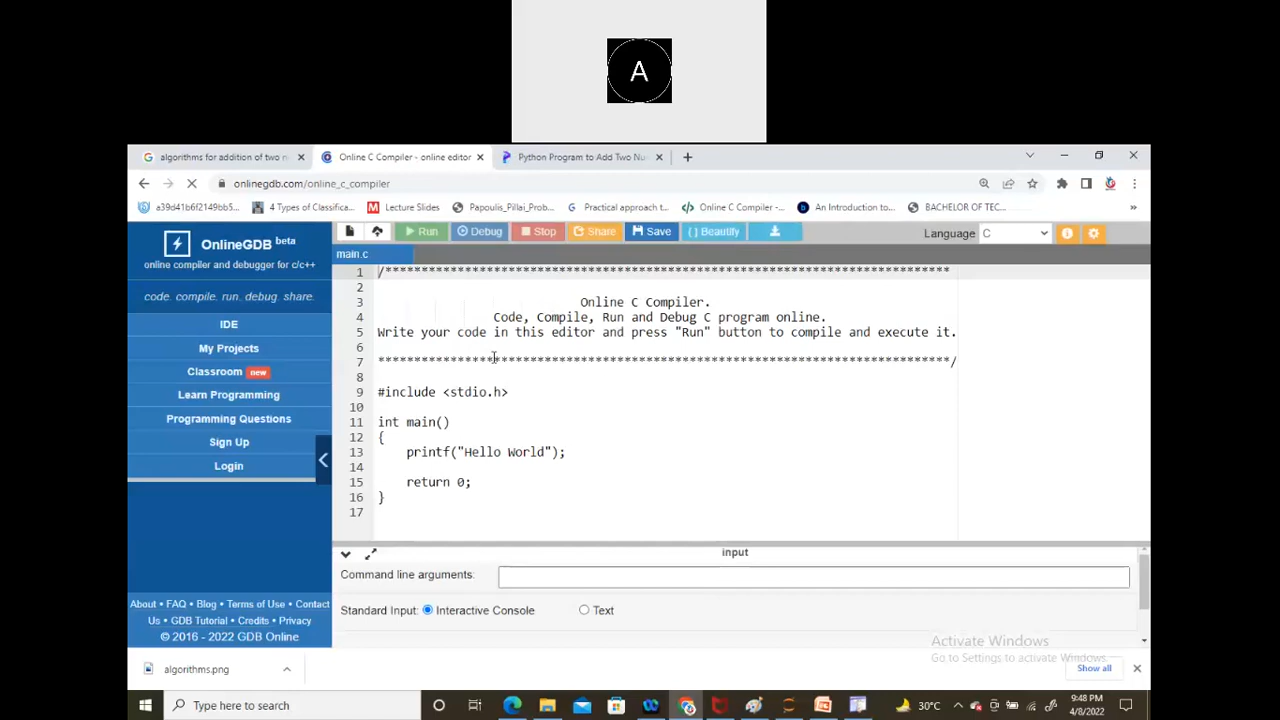 A
algorithms for addition of two n
Online C Compiler - online editor
Python Program to Add Two Nu
onlinegdb.com/online_c_compiler
a39d41b6f2149bb5...
4 Types of Classifica...
Lecture Slides
Papoulis_Pillai_Prob...
Practical approach t...
Online C Compiler -...
An Introduction to...
BACHELOR OF TEC...
OnlineGDB beta
online compiler and debugger for c/c++
code. compile. run. debug. share.
IDE
My Projects
Classroom new
Learn Programming
Programming Questions
Sign Up
Login
About • FAQ • Blog • Terms of Use • Contact
Us • GDB Tutorial • Credits • Privacy
© 2016 - 2022 GDB Online
Run Debug Stop Share Save { } Beautify
Language C
main.c
1 /******************************************************************************
2
3 Online C Compiler.
4 Code, Compile, Run and Debug C program online.
5 Write your code in this editor and press "Run" button to compile and execute it.
6
7 *******************************************************************************/
8
9 #include <stdio.h>
10
11 int main()
12 {
13 printf("Hello World");
14
15 return 0;
16 }
17
input
Command line arguments:
Standard Input: Interactive Console Text
Activate Windows
Go to Settings to activate Windows.
algorithms.png
Show all
Type here to search
30°C
9:48 PM
4/8/2022